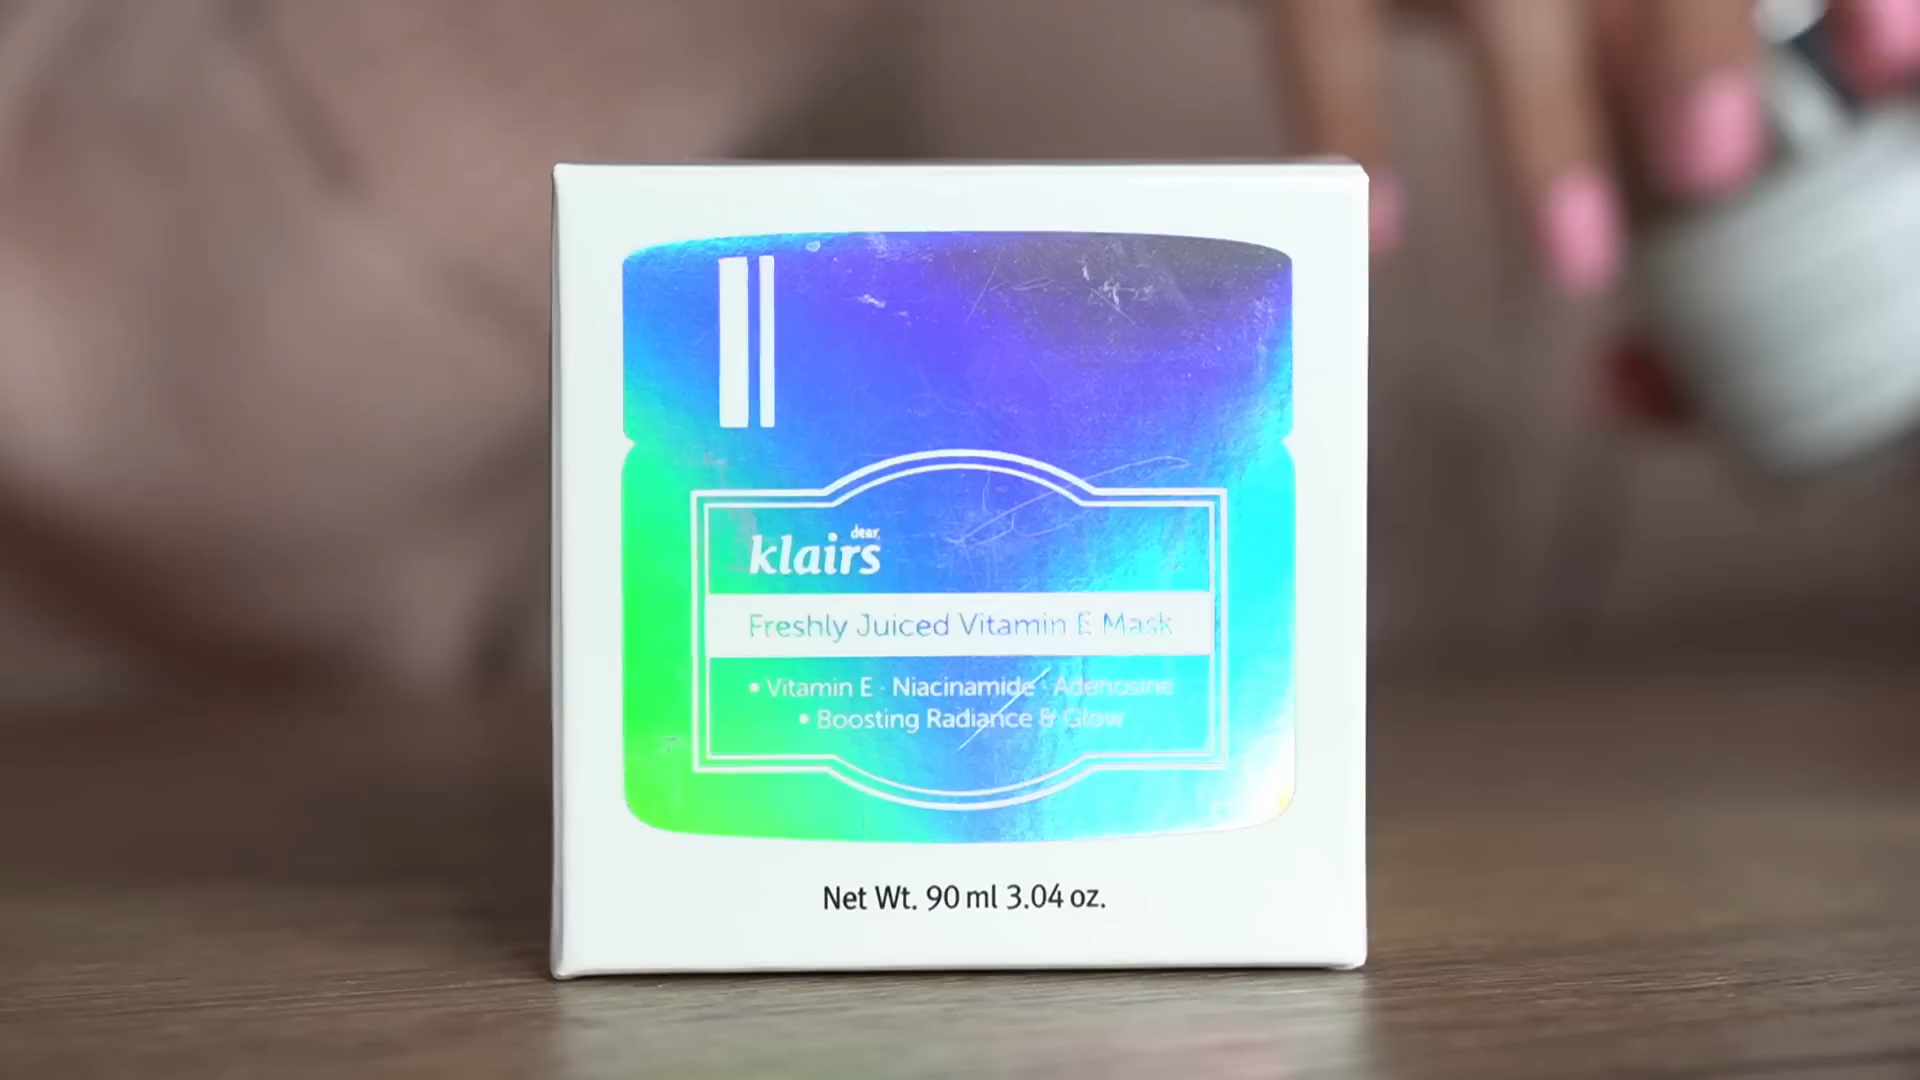 dear,
klairs
Freshly Juiced Vitamin E Mask
• Vitamin E · Niacinamide · Adenosine
• Boosting Radiance & Glow
Net Wt. 90 ml 3.04 oz.